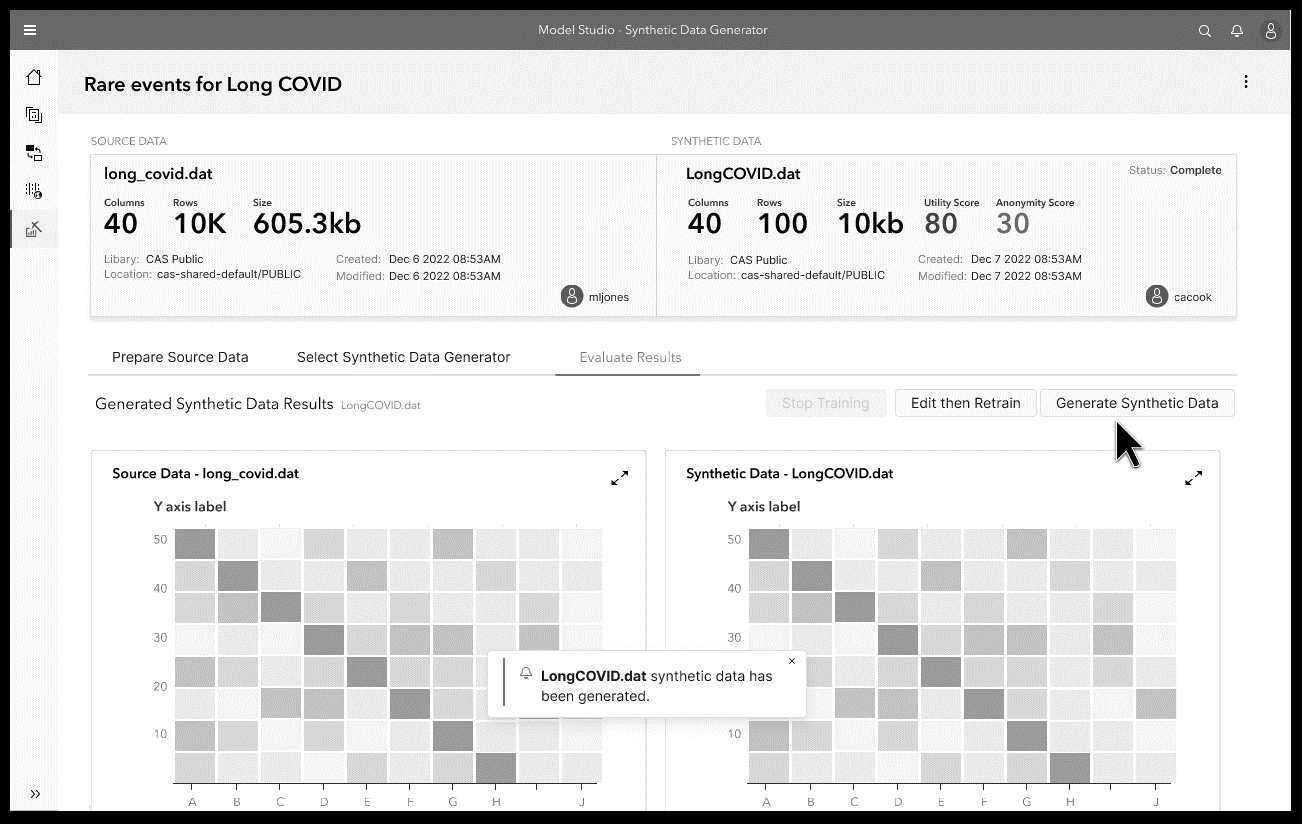 Model Studio - Synthetic Data Generator
Rare events for Long COVID
SOURCE DATA
long_covid.dat
Columns Rows Size
40 10K 605.3kb
Libary: CAS Public
Location: cas-shared-default/PUBLIC
Created: Dec 6 2022 08:53AM
Modified: Dec 6 2022 08:53AM
mljones
SYNTHETIC DATA
LongCOVID.dat
Status: Complete
Columns Rows Size Utility Score Anonymity Score
40 100 10kb 80 30
Libary: CAS Public
Location: cas-shared-default/PUBLIC
Created: Dec 7 2022 08:53AM
Modified: Dec 7 2022 08:53AM
cacook
Prepare Source Data Select Synthetic Data Generator Evaluate Results
Generated Synthetic Data Results LongCOVID.dat
Stop Training Edit then Retrain Generate Synthetic Data
Source Data - long_covid.dat
Y axis label
50
40
30
20
10
A B C D E F G H J
Synthetic Data - LongCOVID.dat
Y axis label
50
40
30
10
A B C D E F G H J
LongCOVID.dat synthetic data has
been generated.